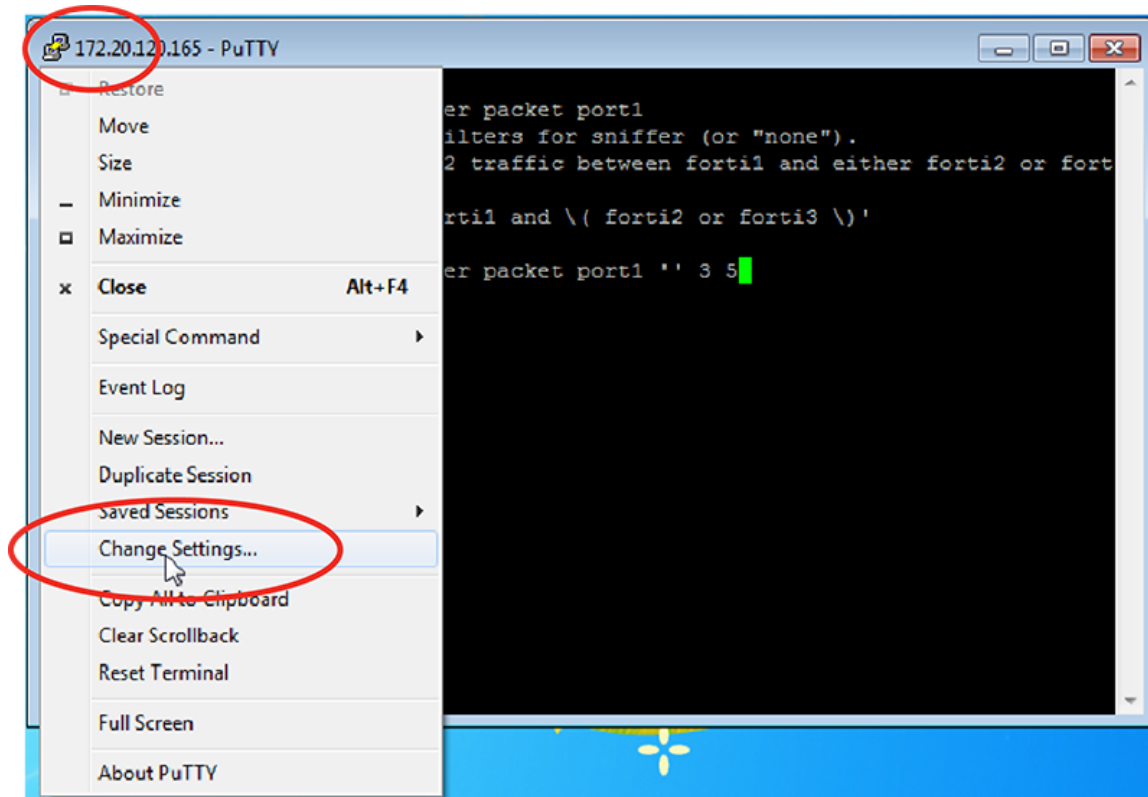 172.20.120.165 - PuTTY
Restore
Move
Size
Minimize
Maximize
Close Alt+F4
Special Command
Event Log
New Session...
Duplicate Session
Saved Sessions
Change Settings...
Copy All to Clipboard
Clear Scrollback
Reset Terminal
Full Screen
About PuTTY
er packet port1
ilters for sniffer (or "none").
2 traffic between forti1 and either forti2 or fort
rti1 and \( forti2 or forti3 \)'
er packet port1 '' 3 5